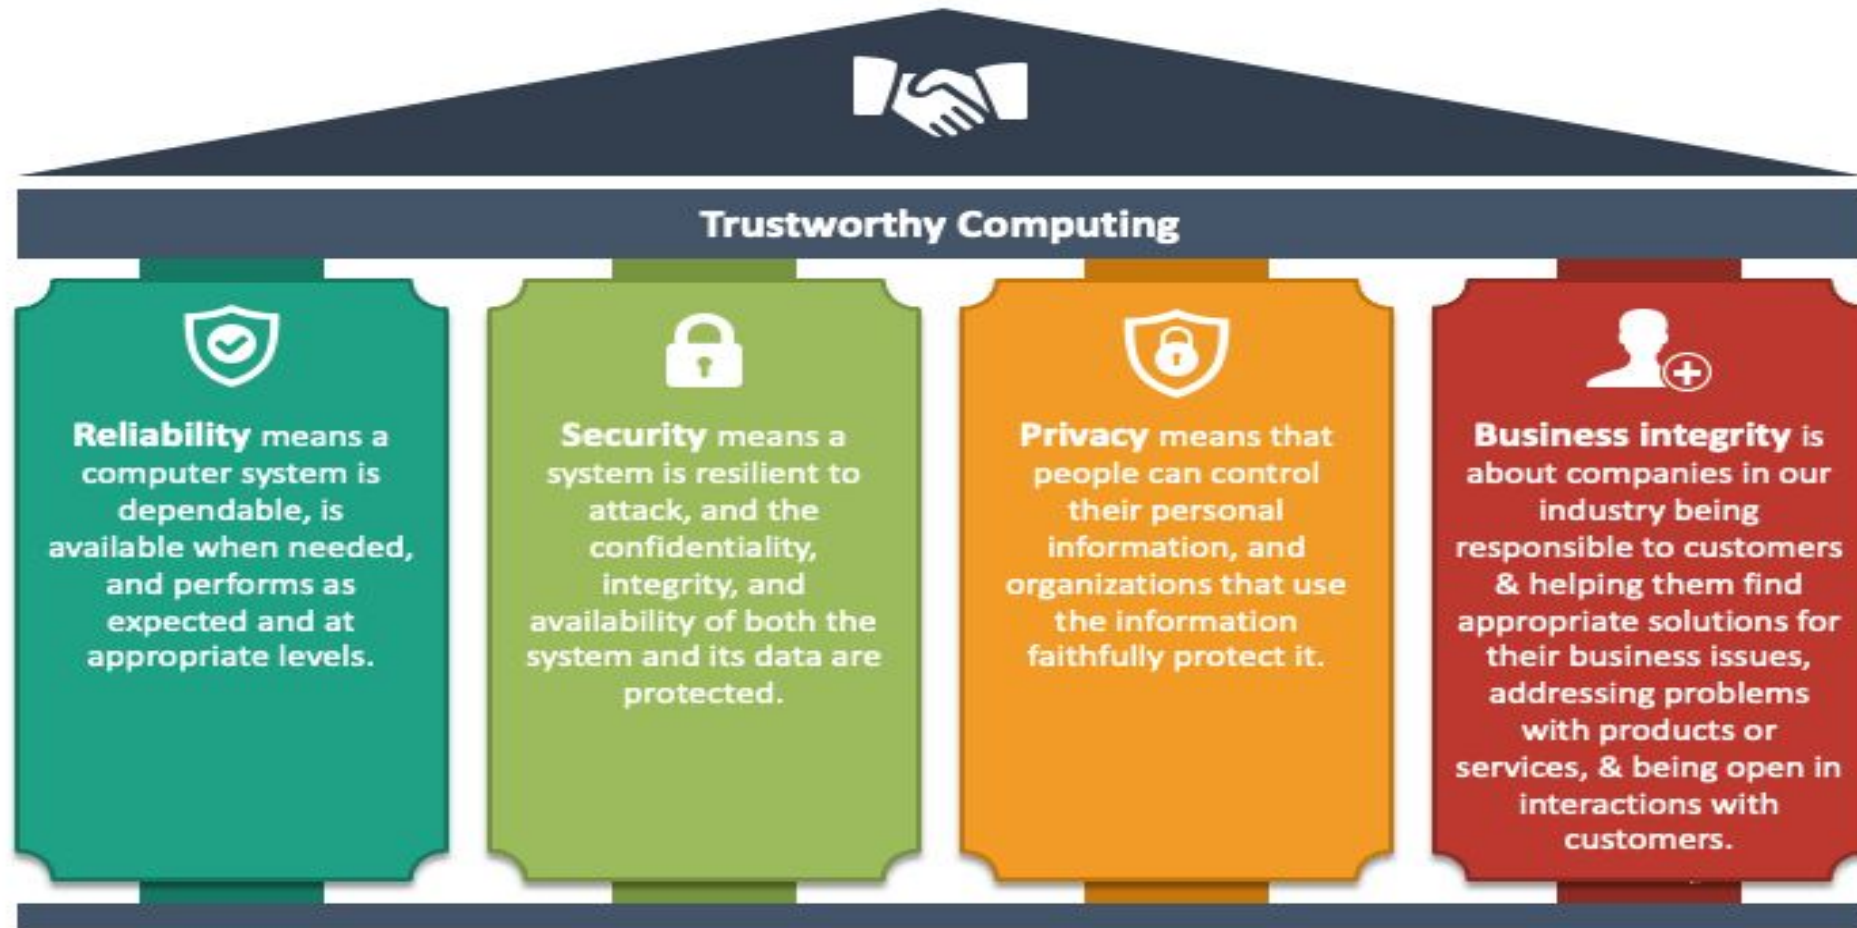 Trustworthy Computing
Reliability means a
computer system is
dependable, is
available when needed,
and performs as
expected and at
appropriate levels.
Security means a
system is resilient to
attack, and the
confidentiality,
integrity, and
availability of both the
system and its data are
protected.
Privacy means that
people can control
their personal
information, and
organizations that use
the information
faithfully protect it.
Business integrity is
about companies in our
industry being
responsible to customers
& helping them find
appropriate solutions for
their business issues,
addressing problems
with products or
services, & being open in
interactions with
customers.